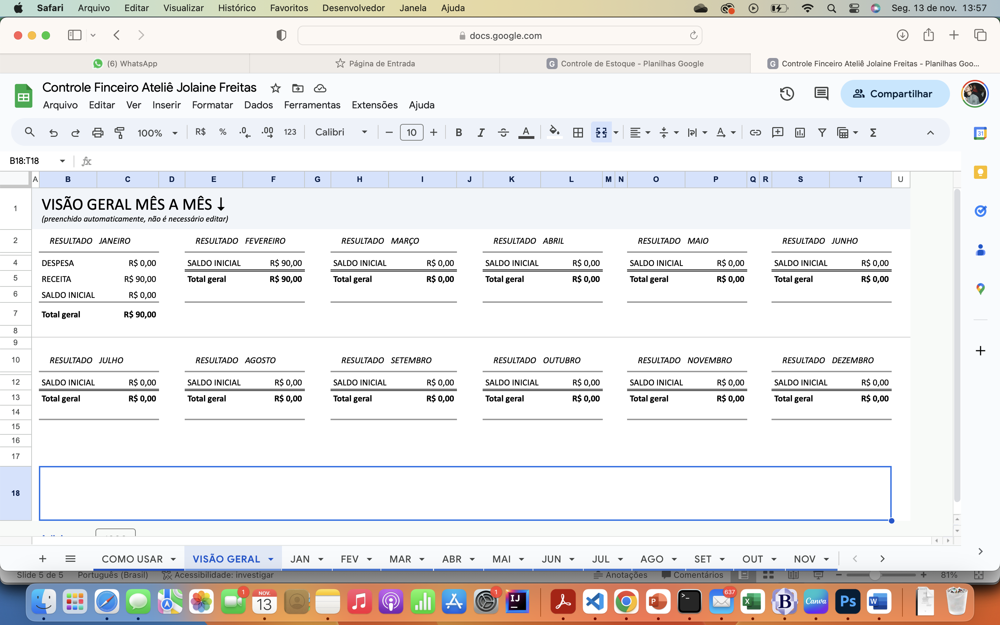 Safari Arquivo Editar Visualizar Histórico Favoritos Desenvolvedor Janela Ajuda Seg. 13 de nov. 13:57
docs.google.com
(6) WhatsApp Página de Entrada G Controle de Estoque - Planilhas Google G Controle Finceiro Ateliê Jolaine Freitas - Planilhas Goo...
Controle Finceiro Ateliê Jolaine Freitas
Compartilhar
Arquivo Editar Ver Inserir Formatar Dados Ferramentas Extensões Ajuda
100% R$ % .0 .00 123 Calibri 10 B I A 31
B18:T18 fx
A B C D E F G H I J K L M N O P Q R S T U
1 VISÃO GERAL MÊS A MÊS ↓
(preenchido automaticamente, não é necessário editar)
2 RESULTADO JANEIRO RESULTADO FEVEREIRO RESULTADO MARÇO RESULTADO ABRIL RESULTADO MAIO RESULTADO JUNHO
4 DESPESA R$ 0,00 SALDO INICIAL R$ 90,00 SALDO INICIAL R$ 0,00 SALDO INICIAL R$ 0,00 SALDO INICIAL R$ 0,00 SALDO INICIAL R$ 0,00
5 RECEITA R$ 90,00 Total geral R$ 90,00 Total geral R$ 0,00 Total geral R$ 0,00 Total geral R$ 0,00 Total geral R$ 0,00
6 SALDO INICIAL R$ 0,00
7 Total geral R$ 90,00
8
9
10 RESULTADO JULHO RESULTADO AGOSTO RESULTADO SETEMBRO RESULTADO OUTUBRO RESULTADO NOVEMBRO RESULTADO DEZEMBRO
12 SALDO INICIAL R$ 0,00 SALDO INICIAL R$ 0,00 SALDO INICIAL R$ 0,00 SALDO INICIAL R$ 0,00 SALDO INICIAL R$ 0,00 SALDO INICIAL R$ 0,00
13 Total geral R$ 0,00 Total geral R$ 0,00 Total geral R$ 0,00 Total geral R$ 0,00 Total geral R$ 0,00 Total geral R$ 0,00
14
15
16
17
18
COMO USAR VISÃO GERAL JAN FEV MAR ABR MAI JUN JUL AGO SET OUT NOV
Slide 5 de 5 Português (Brasil) Acessibilidade: investigar Anotações Comentários 81%
1 NOV. 13 1 IJ P >_ 637 X B Canva Ps W